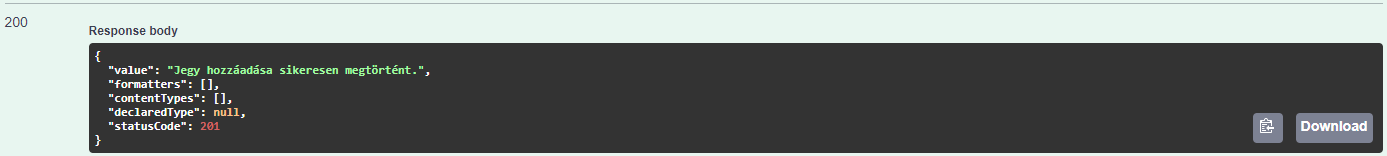 200
Response body
{
  "value": "Jegy hozzáadása sikeresen megtörtént.",
  "formatters": [],
  "contentTypes": [],
  "declaredType": null,
  "statusCode": 201
}
Download